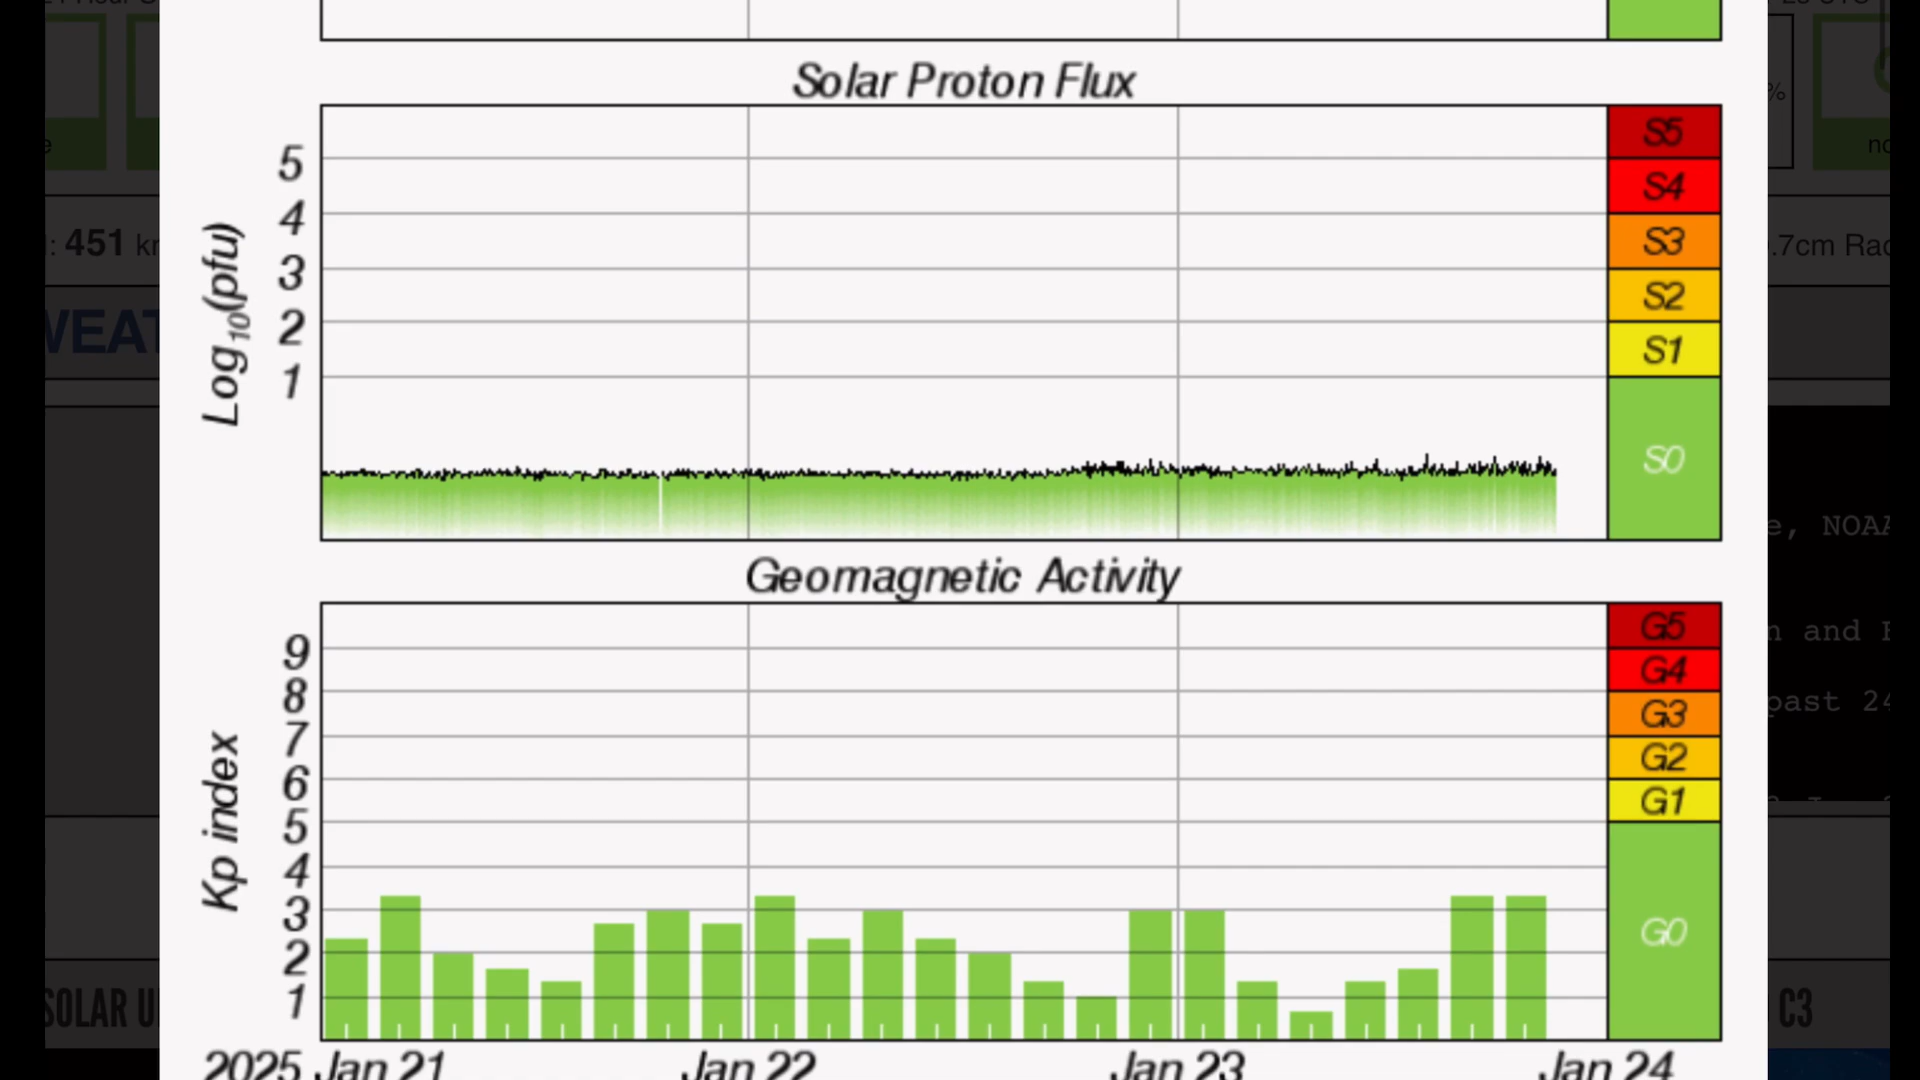 Solar Proton Flux
S5
S4
S3
S2
S1
S0
5
4
3
2
1
Log10(pfu)
Geomagnetic Activity
G5
G4
G3
G2
G1
G0
9
8
7
6
5
4
3
2
1
Kp index
2025 Jan 21 Jan 22 Jan 23 Jan 24
451
.7cm
%
NOAA
and
past 24
SOLAR
C3